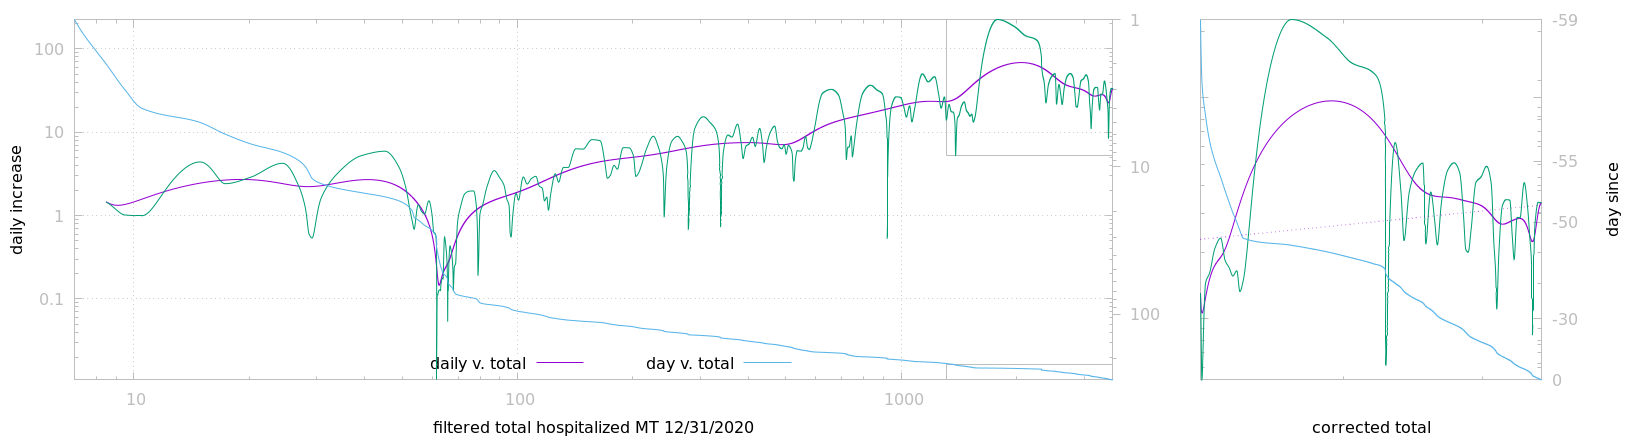 100
10
1
0.1
daily increase
10
100
1000
1
10
100
daily v. total
day v. total
filtered total hospitalized MT 12/31/2020
-59
-55
-50
-30
0
day since
corrected total